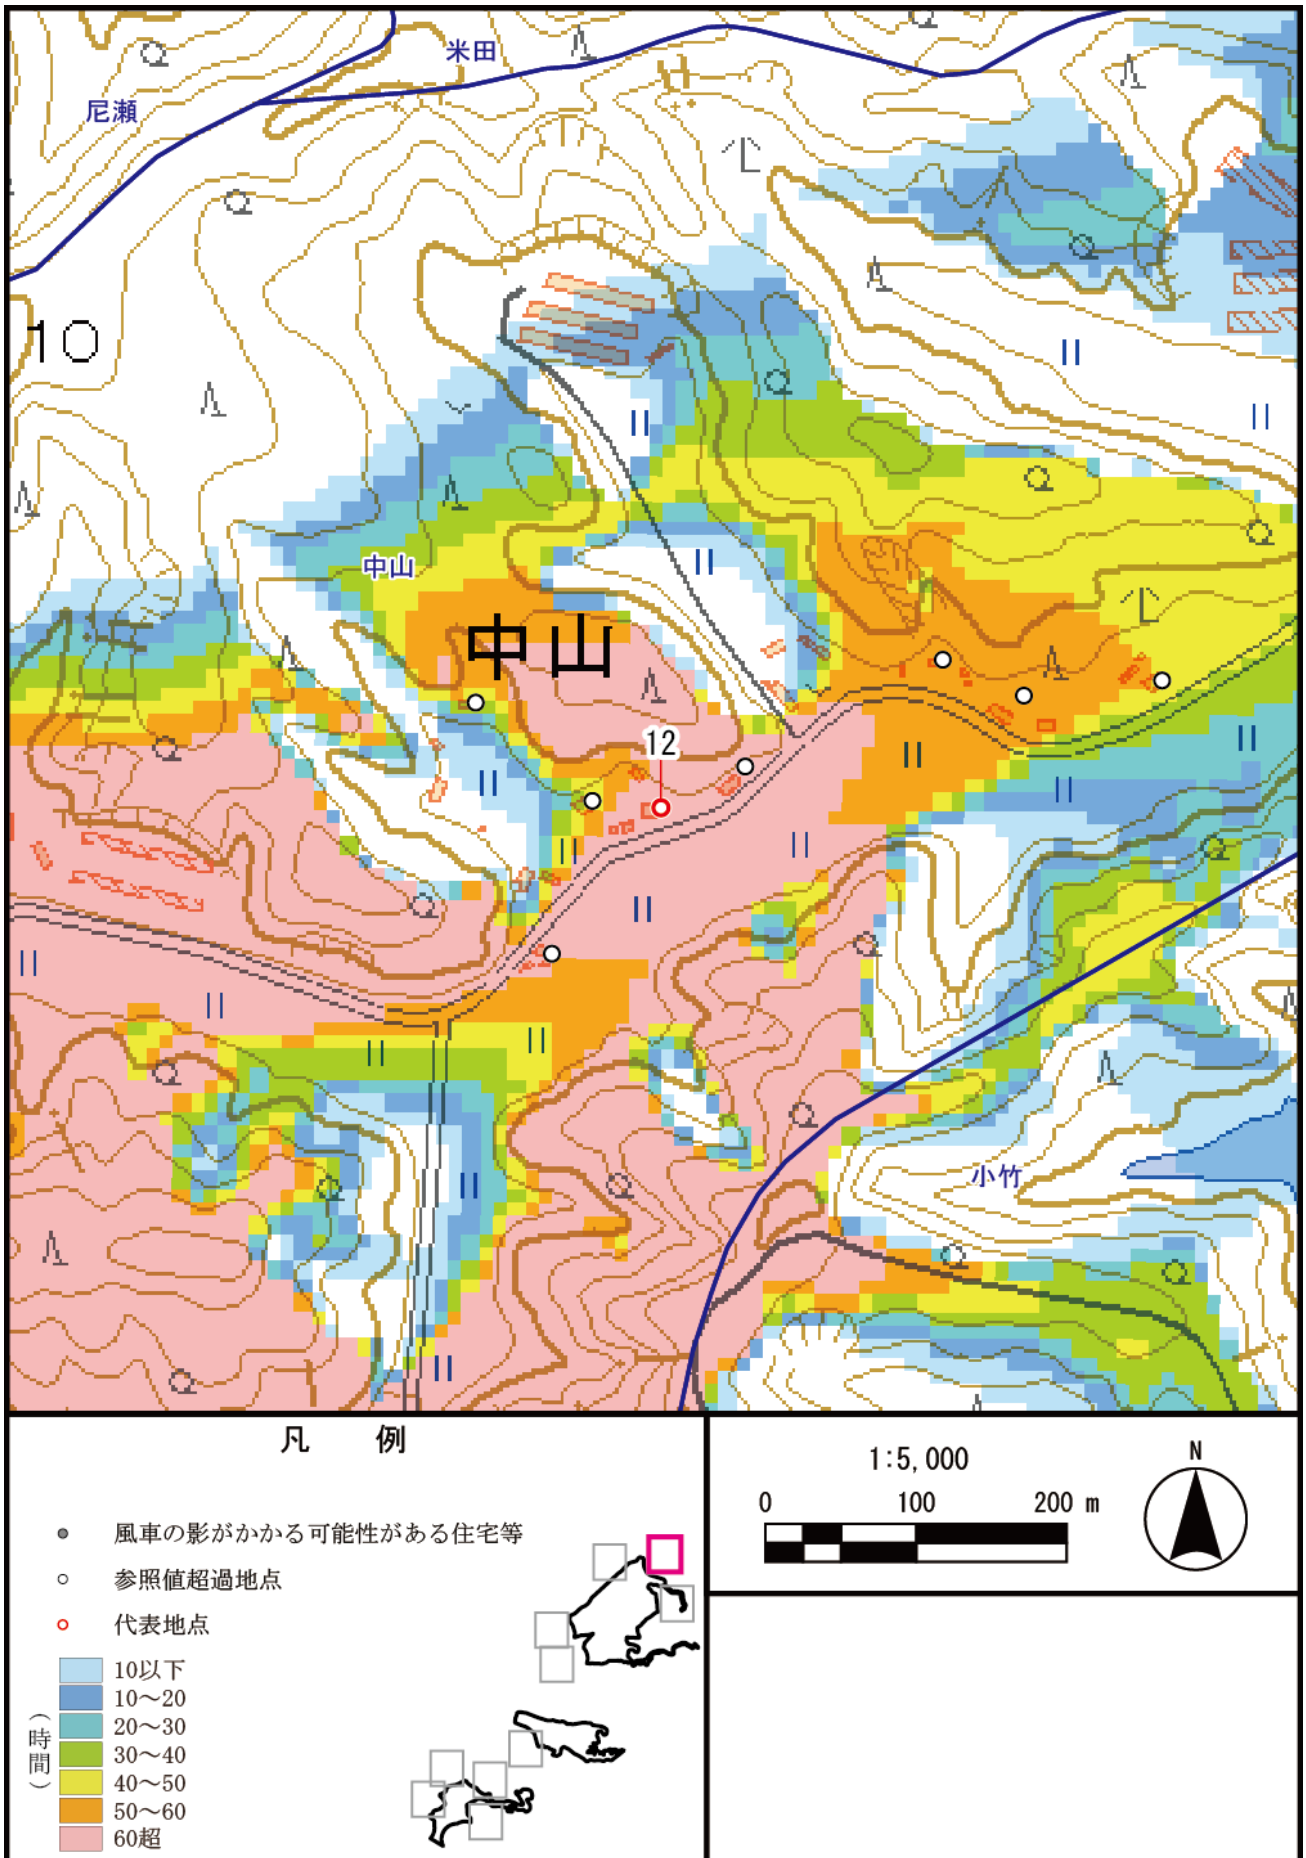 米田
尼瀬
10
中山
中山
12
小竹
凡　例
風車の影がかかる可能性がある住宅等
参照値超過地点
代表地点
(時間)
10以下
10～20
20～30
30～40
40～50
50～60
60超
1:5,000
0 100 200 m
N